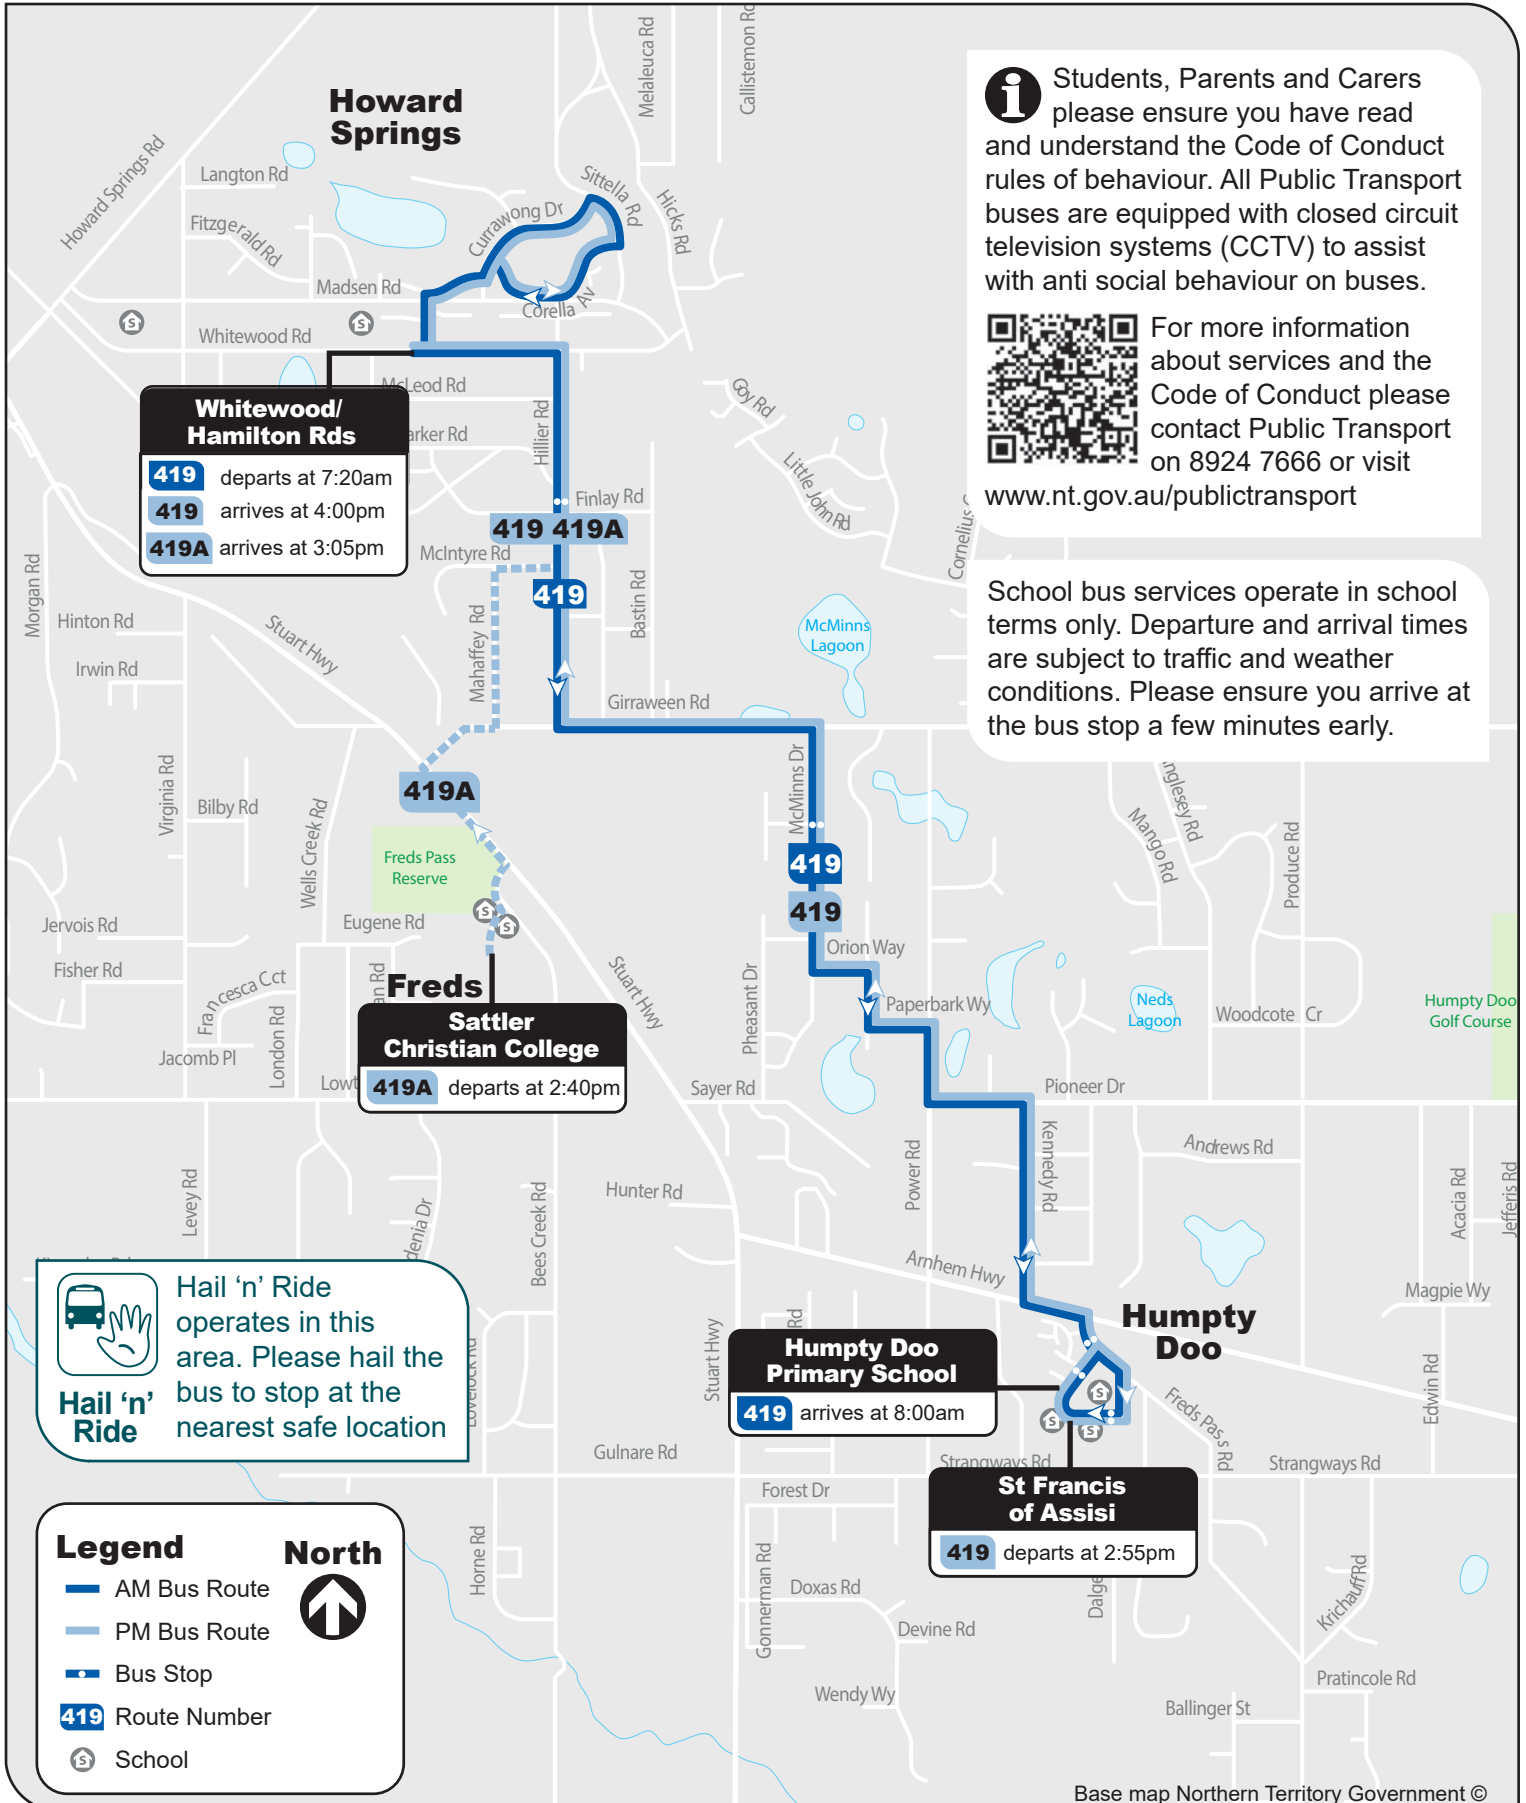 Howard
Springs
Howard Springs Rd
Langton Rd
Fitzgerald Rd
Madsen Rd
Whitewood Rd
Currawong Dr
Sittella Rd
Hicks Rd
Melaleuca Rd
Callistemon Rd
Corella Av
McLeod Rd
arker Rd
Hillier Rd
Finlay Rd
Whitewood/
Hamilton Rds
419 departs at 7:20am
419 arrives at 4:00pm
419A arrives at 3:05pm
419 419A
McIntyre Rd
419
Mahaffey Rd
Bastin Rd
Goy Rd
Little John Rd
Cornelius
Students, Parents and Carers
please ensure you have read
and understand the Code of Conduct
rules of behaviour. All Public Transport
buses are equipped with closed circuit
television systems (CCTV) to assist
with anti social behaviour on buses.
For more information
about services and the
Code of Conduct please
contact Public Transport
on 8924 7666 or visit
www.nt.gov.au/publictransport
School bus services operate in school
terms only. Departure and arrival times
are subject to traffic and weather
conditions. Please ensure you arrive at
the bus stop a few minutes early.
Morgan Rd
Hinton Rd
Irwin Rd
Stuart Hwy
McMinns
Lagoon
Girraween Rd
Virginia Rd
Bilby Rd
Wells Creek Rd
419A
Freds Pass
Reserve
McMinns Dr
419
419
Mango Rd
nglesey Rd
Produce Rd
Jervois Rd
Fisher Rd
Francesca Cct
Eugene Rd
Freds
an Rd
London Rd
Jacomb Pl
Lowt
Sattler
Christian College
419A departs at 2:40pm
Stuart Hwy
Pheasant Dr
Orion Way
Paperbark Wy
Neds
Lagoon
Woodcote Cr
Humpty Doo
Golf Course
Sayer Rd
Pioneer Dr
Levey Rd
denia Dr
Bees Creek Rd
Hunter Rd
Power Rd
Kennedy Rd
Andrews Rd
Acacia Rd
Jefferis Rd
Arnhem Hwy
Magpie Wy
Hail ‘n’
Ride
Hail ‘n’ Ride
operates in this
area. Please hail the
bus to stop at the
nearest safe location
Lovelock Rd
Stuart Hwy
Rd
Humpty
Doo
Humpty Doo
Primary School
419 arrives at 8:00am
Freds Pass Rd
Edwin Rd
Gulnare Rd
Strangways Rd
Strangways Rd
St Francis
of Assisi
419 departs at 2:55pm
Forest Dr
Horne Rd
Gonnerman Rd
Doxas Rd
Devine Rd
Wendy Wy
Dalge
Krichauff Rd
Pratincole Rd
Ballinger St
Legend
North
AM Bus Route
PM Bus Route
Bus Stop
419 Route Number
S School
Base map Northern Territory Government ©